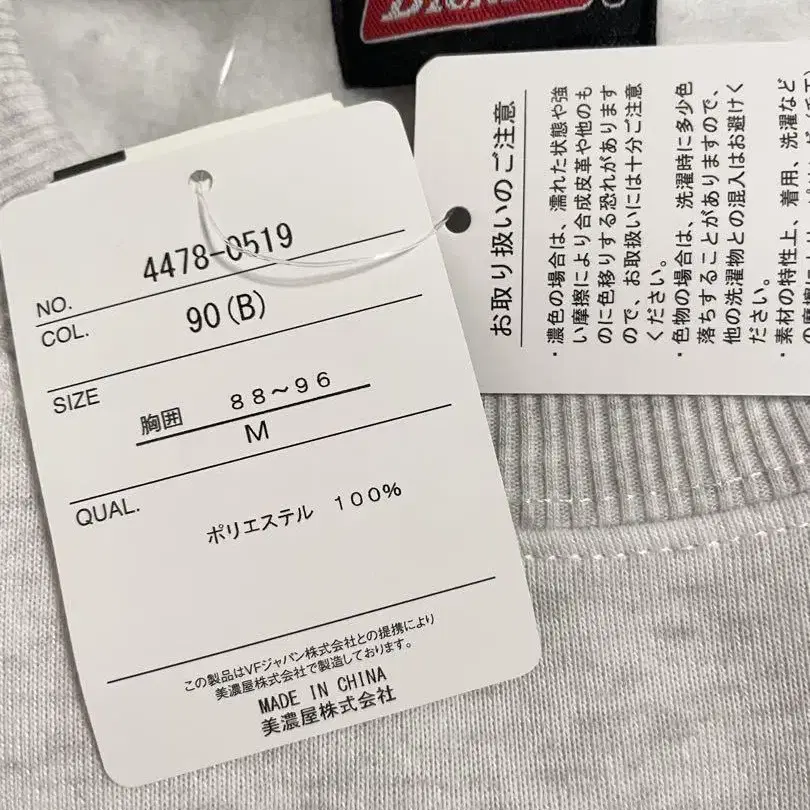 NO. 4478-0519
COL. 90(B)
SIZE
胸囲 88～96
M
QUAL.
ポリエステル 100%
この製品はVFジャパン株式会社との提携により
美濃屋株式会社で製造しております。
MADE IN CHINA
美濃屋株式会社
お取り扱いのご注意
・濃色の場合は、濡れた状態や強
い摩擦により合成皮革や他のも
のに色移りする恐れがあります
ので、お取扱いには十分ご注意
ください。
・色物の場合は、洗濯時に多少色
落ちすることがありますので、
他の洗濯物との混入はお避けく
ださい。
・素材の特性上、着用、洗濯など